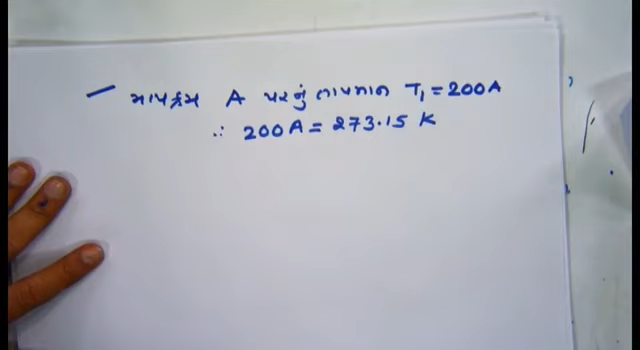 – માપક્રમ A પરનું તાપમાન T₁ = 200A
∴ 200A = 273.15 K